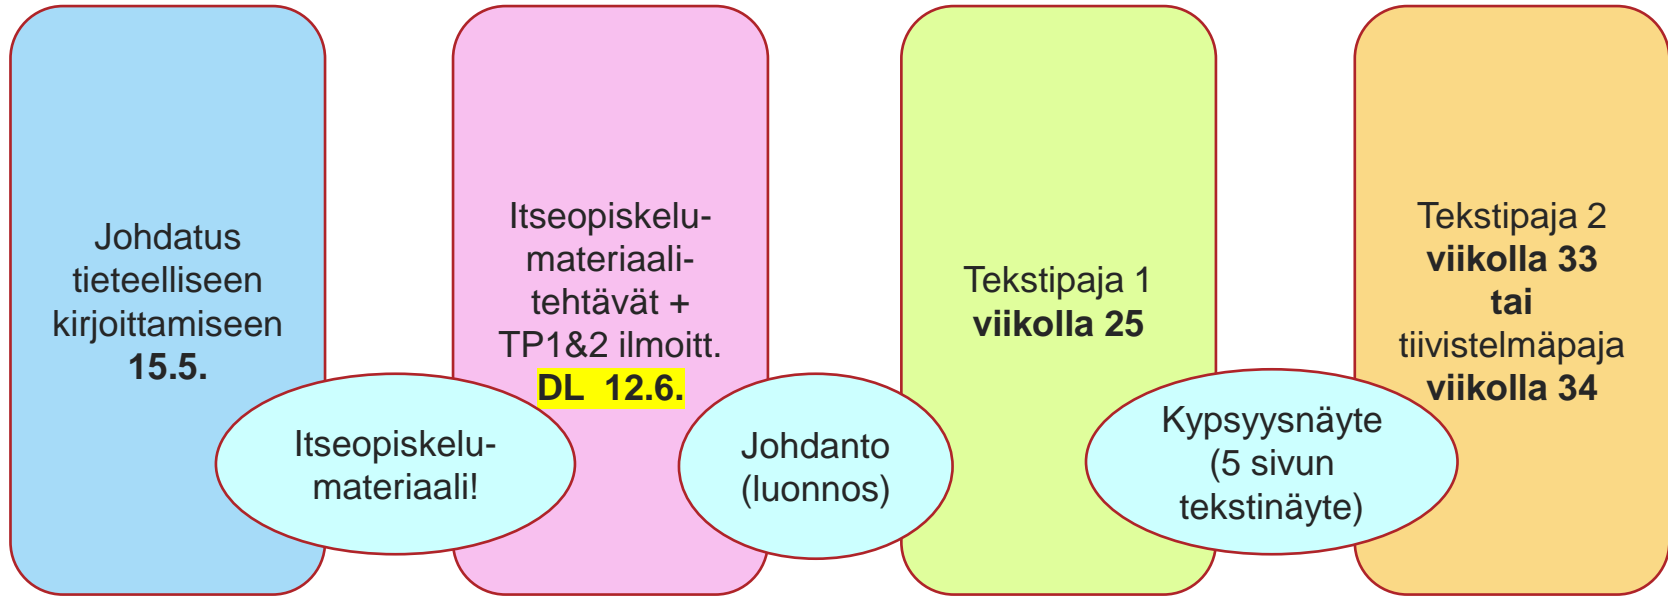 Johdatus
tieteelliseen
kirjoittamiseen
15.5.
Itseopiskelu-
materiaali!
Itseopiskelu-
materiaali-
tehtävät +
TP1&2 ilmoitt.
DL 12.6.
Johdanto
(luonnos)
Tekstipaja 1
viikolla 25
Kypsyysnäyte
(5 sivun
tekstinäyte)
Tekstipaja 2
viikolla 33
tai
tiivistelmäpaja
viikolla 34